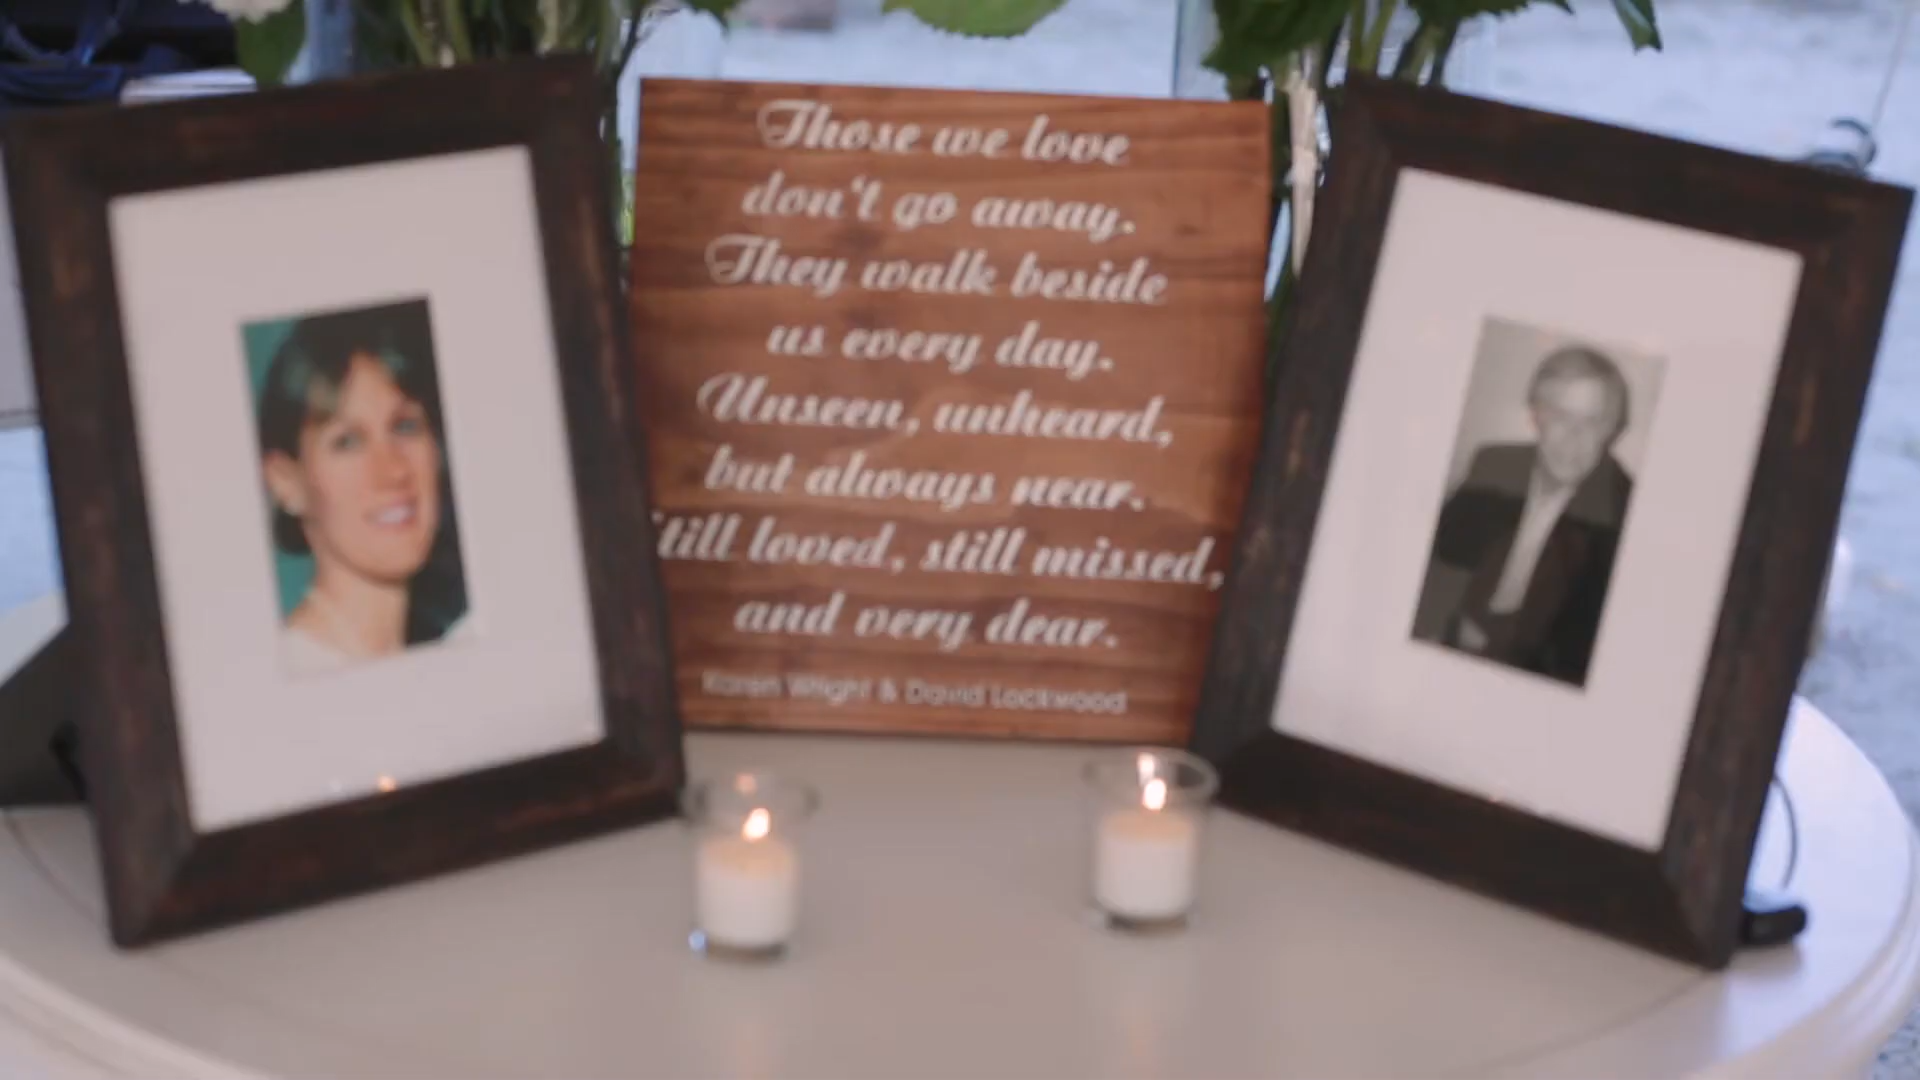 Those we love
don't go away.
They walk beside
us every day.
Unseen, unheard,
but always near.
Still loved, still missed,
and very dear.
Karen Wright & David Lockwood